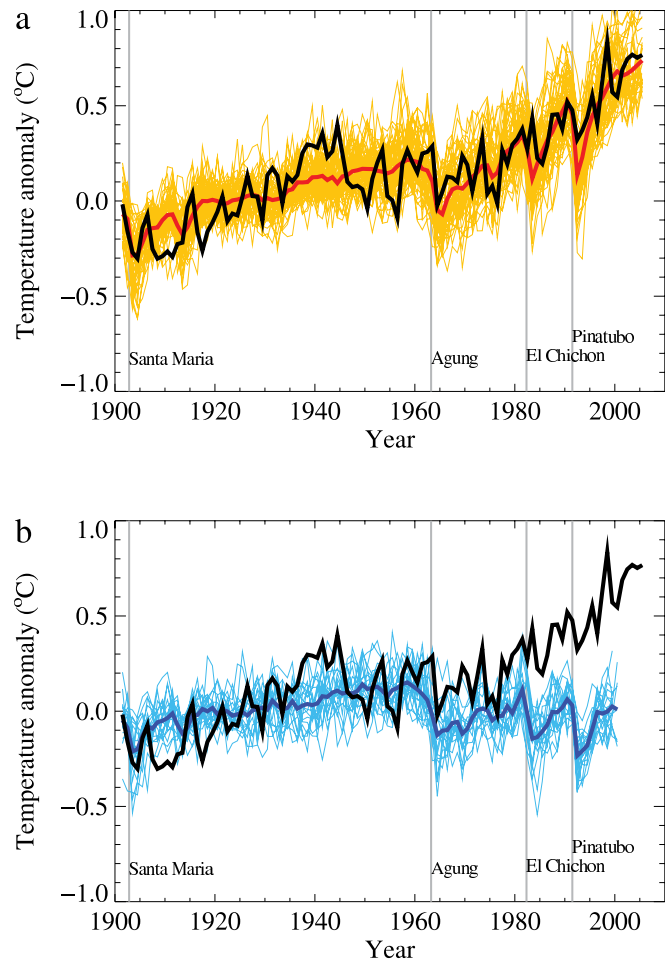 a
Temperature anomaly (ºC)
1.0
0.5
0.0
−0.5
−1.0
Santa Maria
Agung
El Chichon
Pinatubo
1900 1920 1940 1960 1980 2000
Year
b
Temperature anomaly (ºC)
1.0
0.5
0.0
−0.5
−1.0
Santa Maria
Agung
El Chichon
Pinatubo
1900 1920 1940 1960 1980 2000
Year